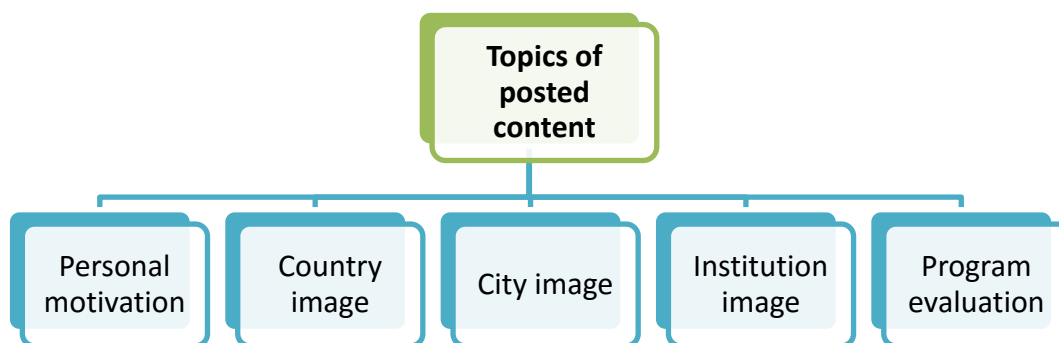 Topics of
posted
content
Personal
motivation
Country
image
City image
Institution
image
Program
evaluation